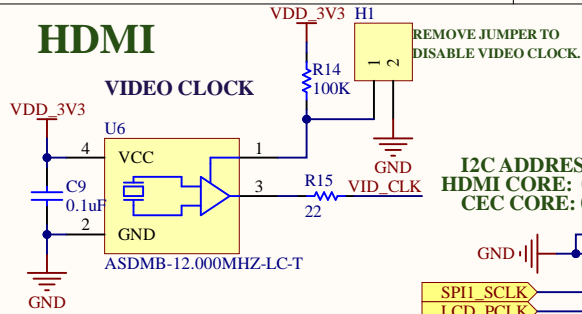 HDMI
VDD_3V3
H1
REMOVE JUMPER TO
DISABLE VIDEO CLOCK.
R14
100K
1
2
VIDEO CLOCK
VDD_3V3
U6
GND
4
VCC
1
C9
0.1uF
3
R15
22
VID_CLK
2
GND
ASDMB-12.000MHZ-LC-T
GND
I2C ADDRES
HDMI CORE:
CEC CORE:
GND
SPI1_SCLK
LCD_PCLK